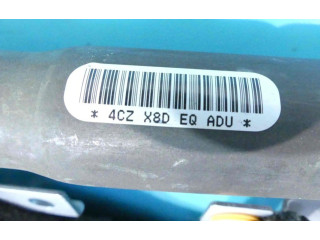 * 4CZ X8D EQ ADU *